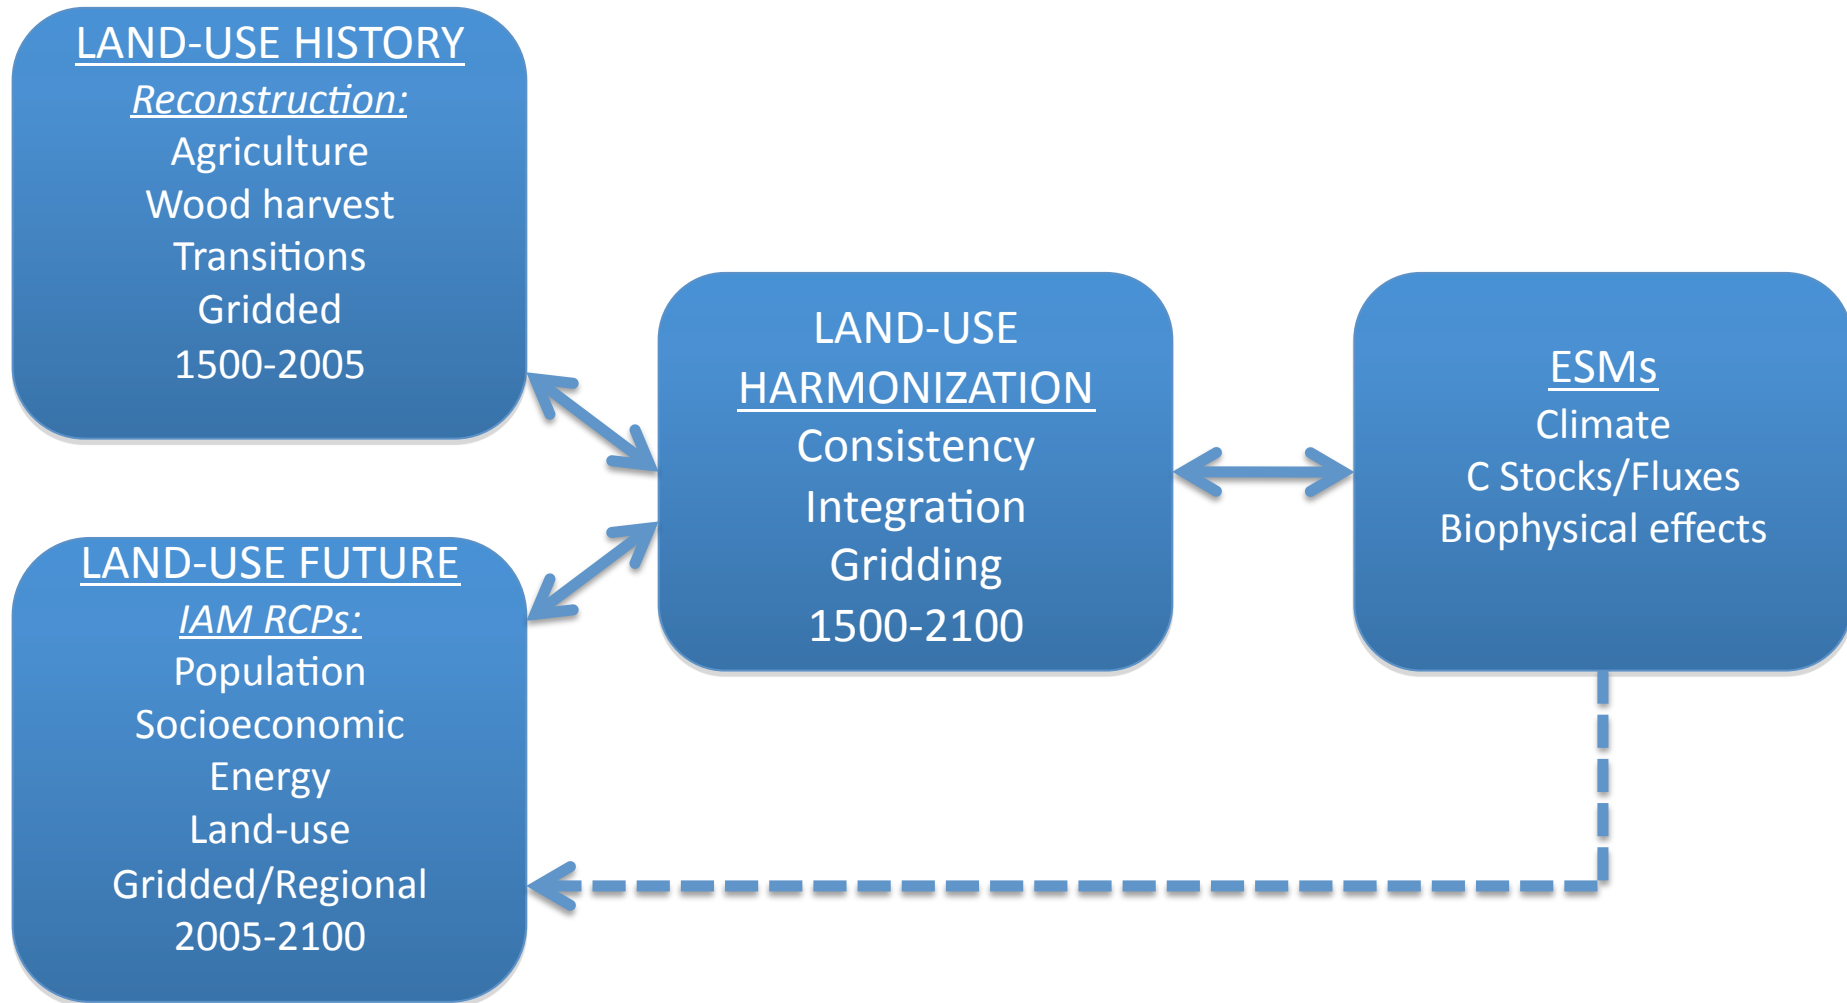 LAND-USE HISTORY
Reconstruction:
Agriculture
Wood harvest
Transitions
Gridded
1500-2005
LAND-USE FUTURE
IAM RCPs:
Population
Socioeconomic
Energy
Land-use
Gridded/Regional
2005-2100
LAND-USE
HARMONIZATION
Consistency
Integration
Gridding
1500-2100
ESMs
Climate
C Stocks/Fluxes
Biophysical effects